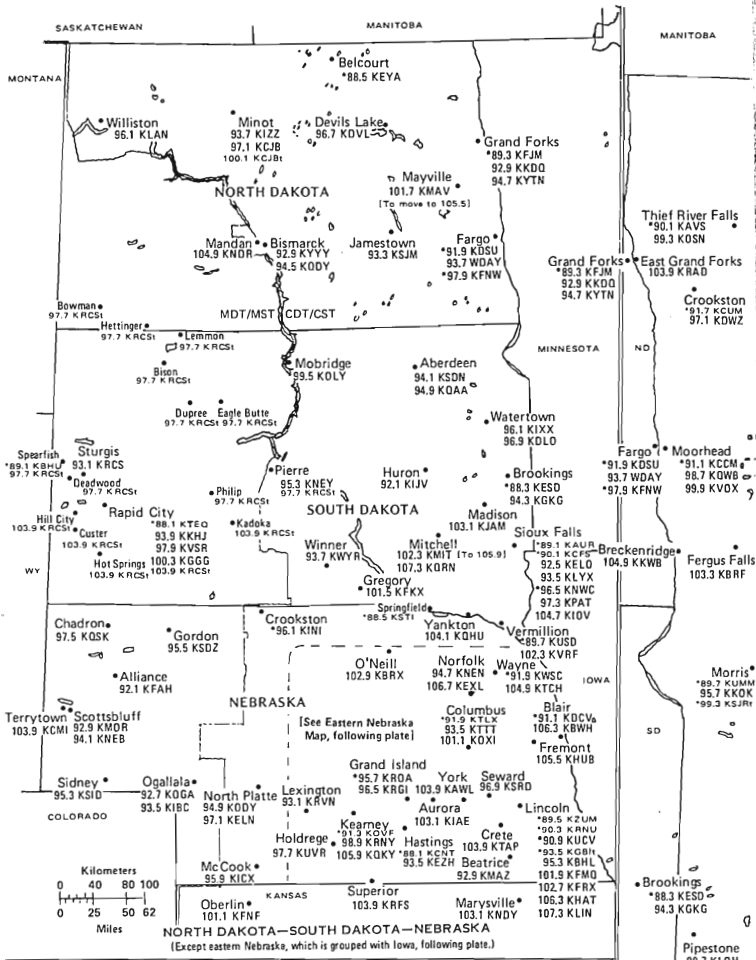 SASKATCHEWAN
MANITOBA
MANITOBA
MONTANA
Belcourt
*88.5 KEYA
Williston
96.1 KLAN
Minot
93.7 KIZZ
97.1 KCJB
100.1 KCJBt
Devils Lake
96.7 KDVL
Grand Forks
*89.3 KFJM
92.9 KKDQ
94.7 KYTN
Mayville
101.7 KMAV
[To move to 105.5]
NORTH DAKOTA
Mandan
104.9 KNDR
Bismarck
92.9 KYYY
94.5 KQDY
Jamestown
93.3 KSJM
Fargo
*91.9 KDSU
93.7 WDAY
*97.9 KFNW
Thief River Falls
*90.1 KAVS
99.3 KOSN
Grand Forks
*89.3 KFJM
92.9 KKDQ
94.7 KYTN
East Grand Forks
103.9 KRAD
Crookston
*91.7 KCUM
97.1 KDWZ
Bowman
97.7 KRCSt
MDT/MST
CDT/CST
Hettinger
97.7 KRCSt
Lemmon
97.7 KRCSt
Bison
97.7 KRCSt
Mobridge
99.5 KOLY
Aberdeen
94.1 KSDN
94.9 KQAA
MINNESOTA
ND
Dupree
97.7 KRCSt
Eagle Butte
97.7 KRCSt
Watertown
96.1 KIXX
96.9 KDLO
Spearfish
*89.1 KBHU
97.7 KRCSt
Sturgis
93.1 KRCS
Deadwood
97.7 KRCSt
Pierre
95.3 KNEY
97.7 KRCSt
Huron
92.1 KIJV
Brookings
*88.3 KESD
94.3 KGKG
Fargo
*91.9 KDSU
93.7 WDAY
*97.9 KFNW
Moorhead
*91.1 KCCM
98.7 KQWB
99.9 KVOX
Philip
97.7 KRCSt
Rapid City
*88.1 KTEQ
93.9 KKHJ
97.9 KVSR
100.3 KGGG
103.9 KRCSt
Hill City
103.9 KRCSt
Custer
103.9 KRCSt
Hot Springs
103.9 KRCSt
Kadoka
103.9 KRCSt
SOUTH DAKOTA
Madison
103.1 KJAM
Winner
93.7 KWYR
Mitchell
102.3 KMIT [To 105.9]
107.3 KQRN
Sioux Falls
*89.1 KAUR
*90.1 KCFS
92.5 KELO
93.5 KLYX
*96.5 KNWC
97.3 KPAT
104.7 KIOV
Breckenridge
104.9 KKWB
Fergus Falls
103.3 KBRF
WY
Gregory
101.5 KFKX
Springfield
*88.5 KSTI
Yankton
104.1 KQHU
Vermillion
*89.7 KUSD
102.3 KVRF
Chadron
97.5 KQSK
Gordon
95.5 KSDZ
Crookston
*96.1 KINI
O'Neill
102.9 KBRX
Norfolk
94.7 KNEN
106.7 KEXL
Wayne
*91.9 KWSC
104.9 KTCH
IOWA
Morris
*89.7 KUMM
95.7 KKOK
*99.3 KSJRt
Alliance
92.1 KFAH
NEBRASKA
[See Eastern Nebraska
Map, following plate]
Columbus
*91.9 KTLX
93.5 KTTT
101.1 KOXI
Blair
*91.1 KDCV
106.3 KBWH
SD
Terrytown
103.9 KCMI
Scottsbluff
92.9 KMOR
94.1 KNEB
Fremont
105.5 KHUB
Sidney
95.3 KSID
Ogallala
92.7 KOGA
93.5 KIBC
North Platte
94.9 KODY
97.1 KELN
Lexington
93.1 KRVN
Grand Island
*95.7 KROA
96.5 KRGI
York
103.9 KAWL
Seward
96.9 KSRD
COLORADO
Aurora
103.1 KIAE
Lincoln
*89.5 KZUM
*90.3 KRNU
*90.9 KUCV
*93.5 KGBIt
95.3 KBHL
101.9 KFMQ
102.7 KFRX
106.3 KHAT
107.3 KLIN
Kearney
*91.3 KOVF
98.9 KRNY
105.9 KQKY
Holdrege
97.7 KUVR
Hastings
*88.1 KCNT
93.5 KEZH
Crete
103.9 KTAP
Beatrice
92.9 KMAZ
McCook
95.9 KICX
Kilometers
0 40 80 100
0 25 50 62
Miles
KANSAS
Oberlin
101.1 KFNF
Superior
103.9 KRFS
Marysville
103.1 KNDY
Brookings
*88.3 KESD
94.3 KGKG
Pipestone
NORTH DAKOTA—SOUTH DAKOTA—NEBRASKA
(Except eastern Nebraska, which is grouped with Iowa, following plate.)